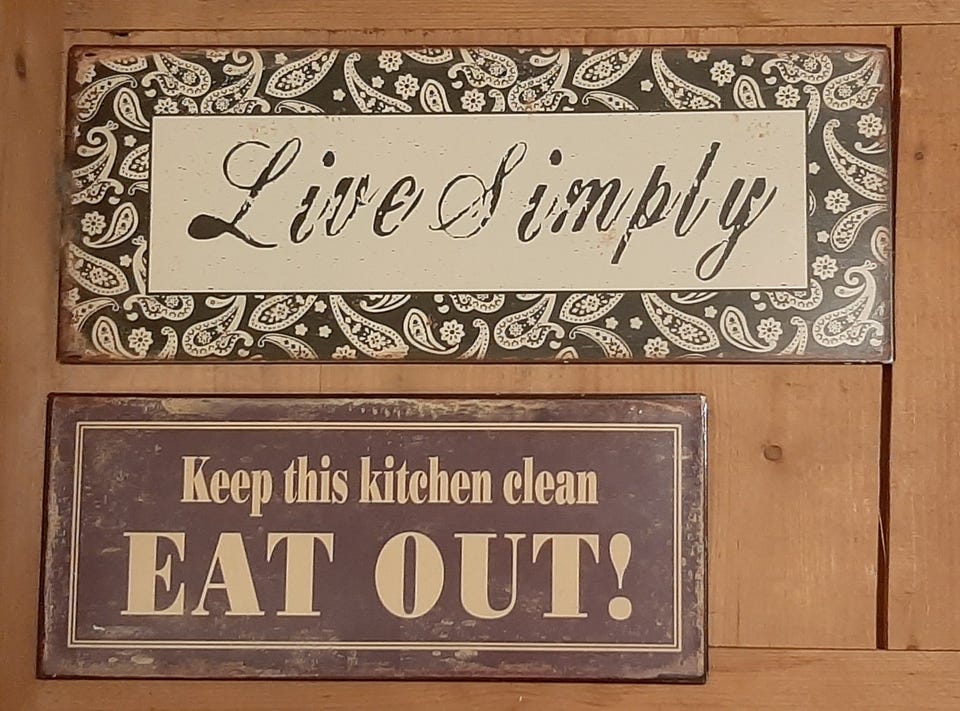 Live Simply
Keep this kitchen clean
EAT OUT!